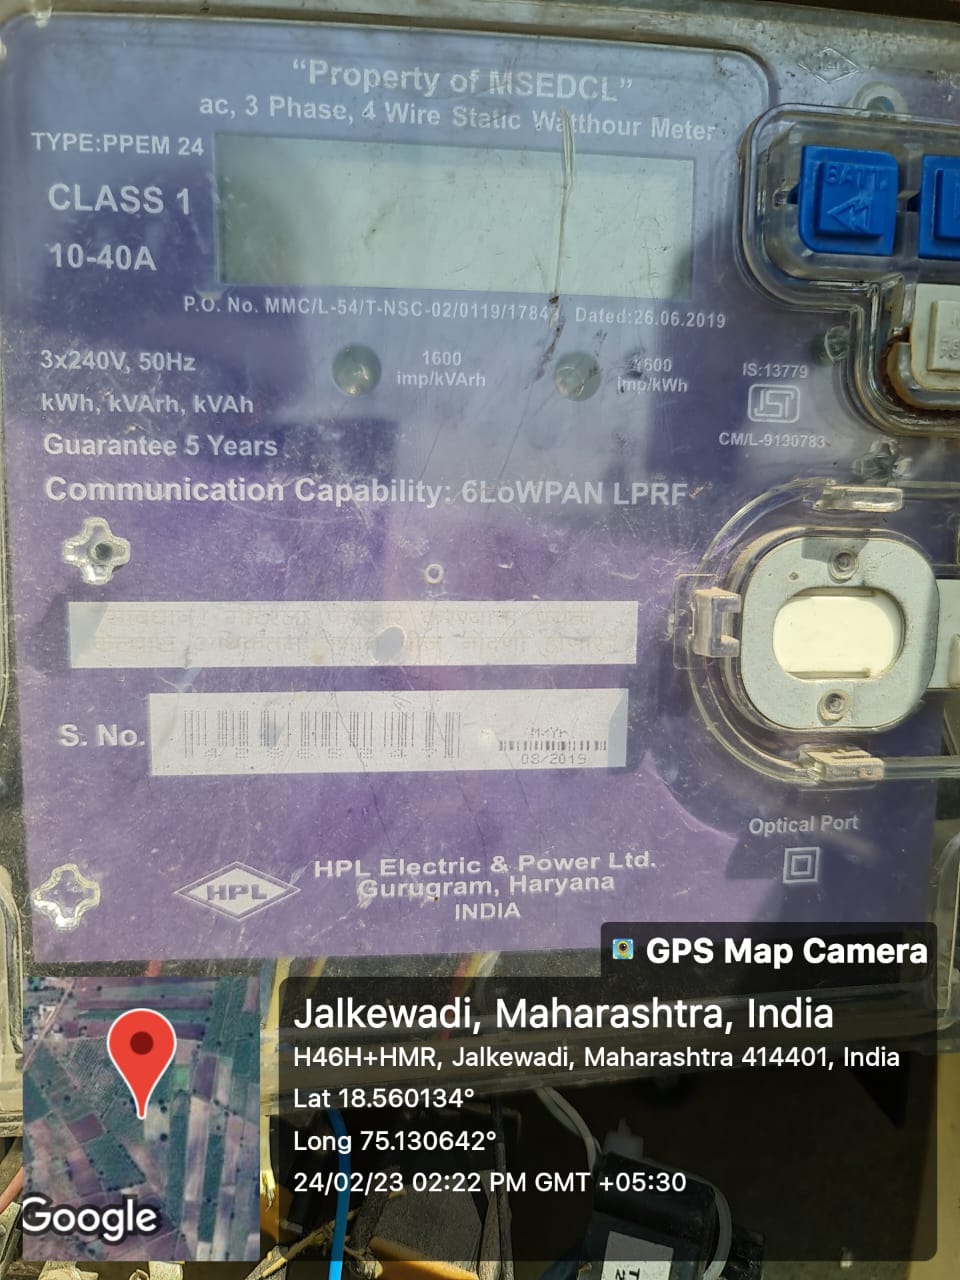 “Property of MSEDCL”
ac, 3 Phase, 4 Wire Static Watthour Meter
TYPE:PPEM 24
CLASS 1
10-40A
BATT.
P.O. No. MMC/L-54/T-NSC-02/0119/1784 Dated:26.06.2019
3x240V, 50Hz
1600
imp/kVArh
imp/kWh
IS:13779
kWh, kVArh, kVAh
CM/L-9190783
Guarantee 5 Years
Communication Capability: 6LoWPAN LPRF
S. No.
08/2019
Optical Port
HPL
HPL Electric & Power Ltd.
Gurugram, Haryana
INDIA
GPS Map Camera
Jalkewadi, Maharashtra, India
H46H+HMR, Jalkewadi, Maharashtra 414401, India
Lat 18.560134°
Long 75.130642°
24/02/23 02:22 PM GMT +05:30
Google